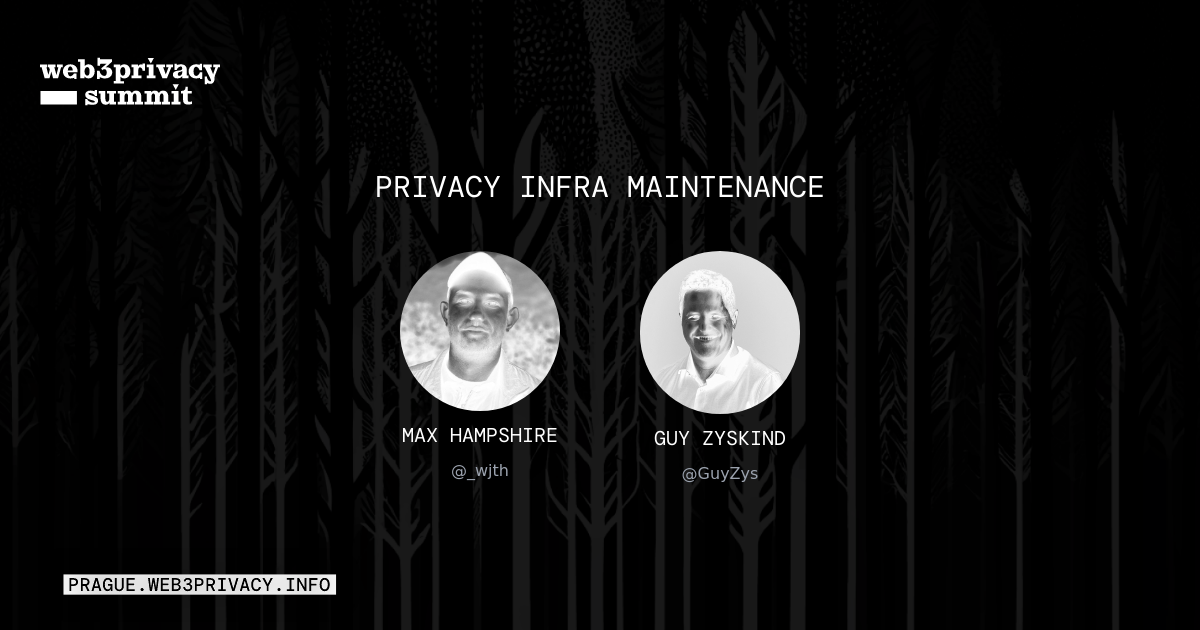 web3privacy
summit
PRIVACY INFRA MAINTENANCE
MAX HAMPSHIRE
@_wjth
GUY ZYSKIND
@GuyZys
PRAGUE.WEB3PRIVACY.INFO